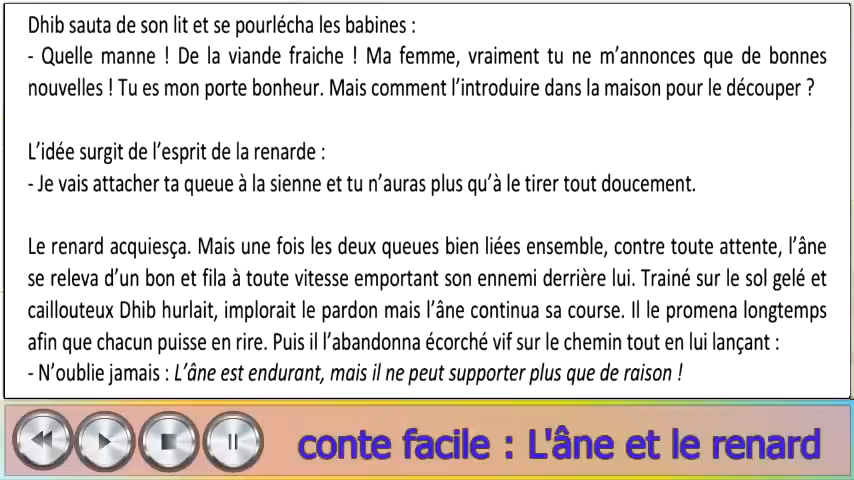 Dhib sauta de son lit et se pourlécha les babines :
- Quelle manne ! De la viande fraiche ! Ma femme, vraiment tu ne m’annonces que de bonnes
nouvelles ! Tu es mon porte bonheur. Mais comment l’introduire dans la maison pour le découper ?
L’idée surgit de l’esprit de la renarde :
- Je vais attacher ta queue à la sienne et tu n’auras plus qu’à le tirer tout doucement.
Le renard acquiesça. Mais une fois les deux queues bien liées ensemble, contre toute attente, l’âne
se releva d’un bon et fila à toute vitesse emportant son ennemi derrière lui. Trainé sur le sol gelé et
caillouteux Dhib hurlait, implorait le pardon mais l’âne continua sa course. Il le promena longtemps
afin que chacun puisse en rire. Puis il l’abandonna écorché vif sur le chemin tout en lui lançant :
- N’oublie jamais : L’âne est endurant, mais il ne peut supporter plus que de raison !
conte facile : L'âne et le renard